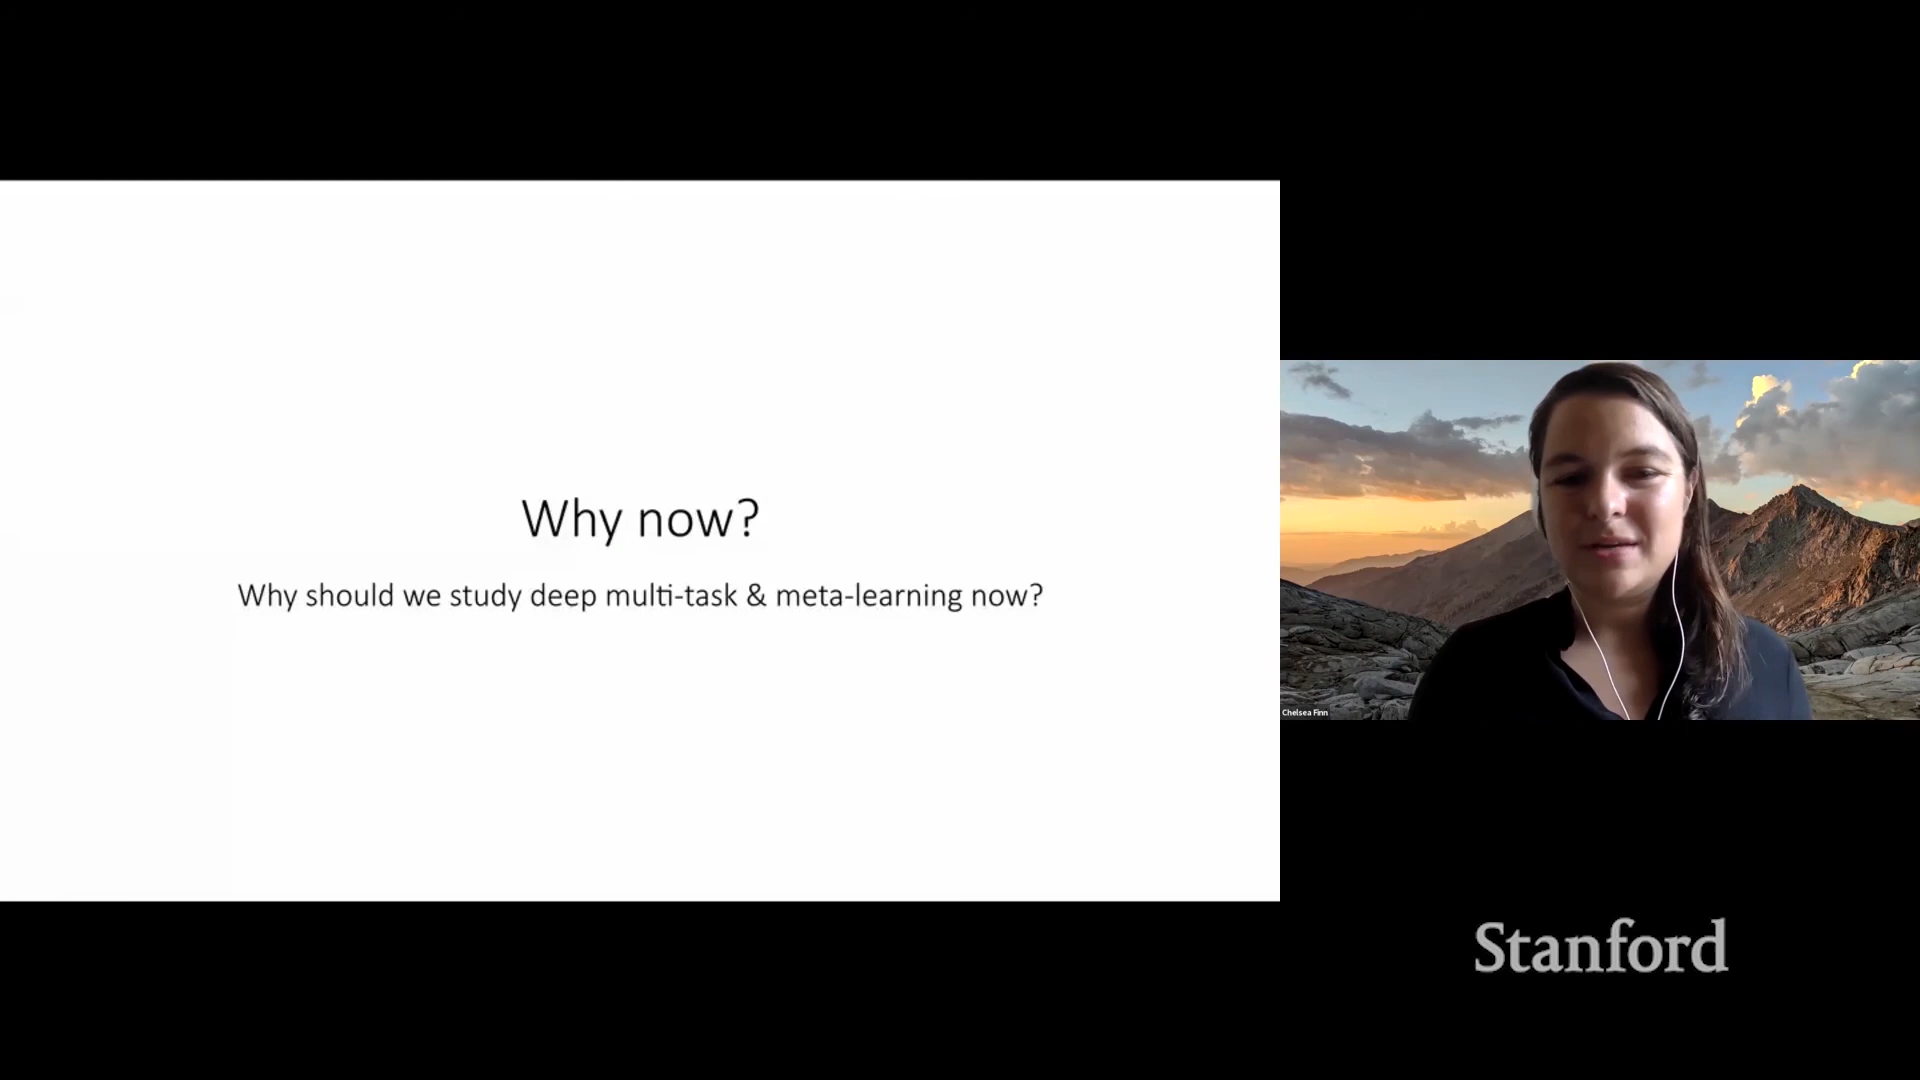 Why now?
Why should we study deep multi-task & meta-learning now?
Chelsea Finn
Stanford